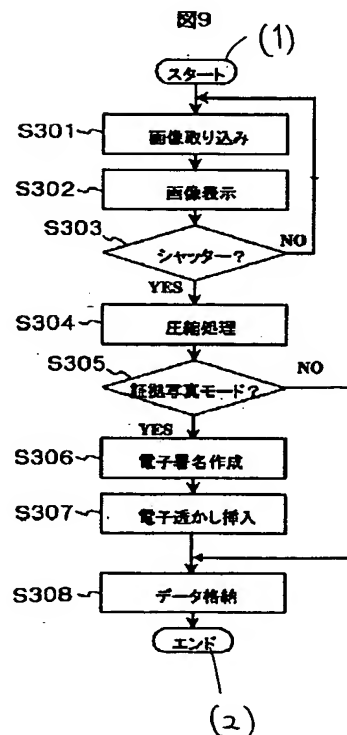 図9
(1)
スタート
S301
画像取り込み
S302
画像表示
S303
シャッター?
NO
YES
S304
圧縮処理
S305
証拠写真モード?
NO
YES
S306
電子署名作成
S307
電子透かし挿入
S308
データ格納
エンド
(2)